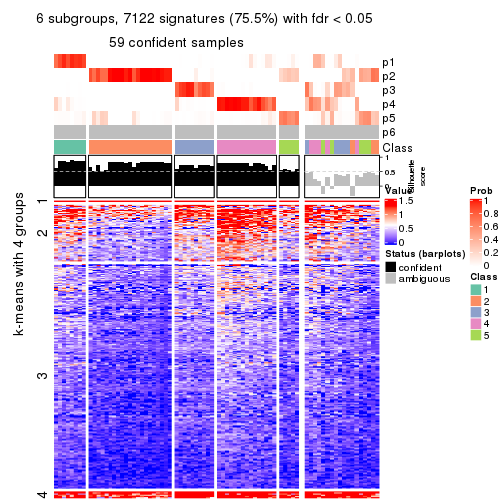 6 subgroups, 7122 signatures (75.5%) with fdr < 0.05
59 confident samples
p1
p2
p3
p4
p5
p6
Class
1
0.5
0
Silhouette
score
k-means with 4 groups
1
2
3
4
Value
1.5
1
0.5
0
Status (barplots)
confident
ambiguous
Prob
1
0.8
0.6
0.4
0.2
0
Class
1
2
3
4
5